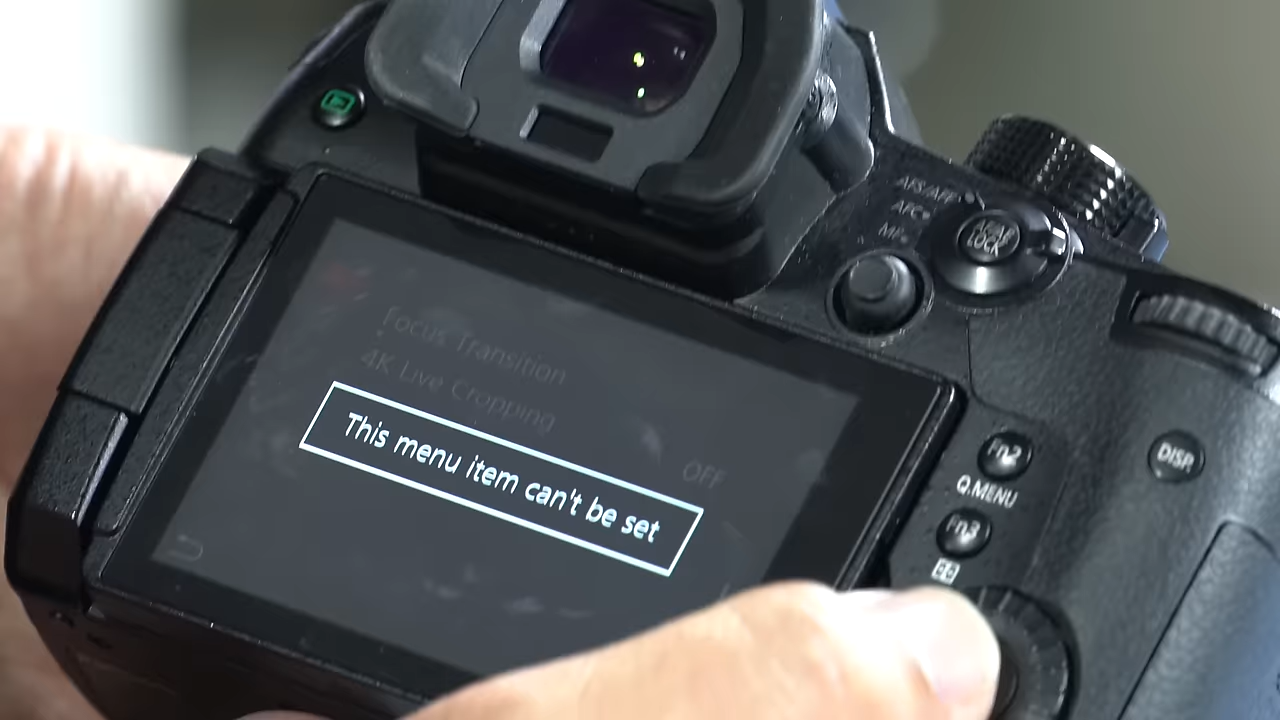 AFS/AFF
AFC
MF
AF/AE
LOCK
Focus Transition
4K Live Cropping
This menu item can't be set
OFF
Fn2
Q.MENU
DISP.
Fn3